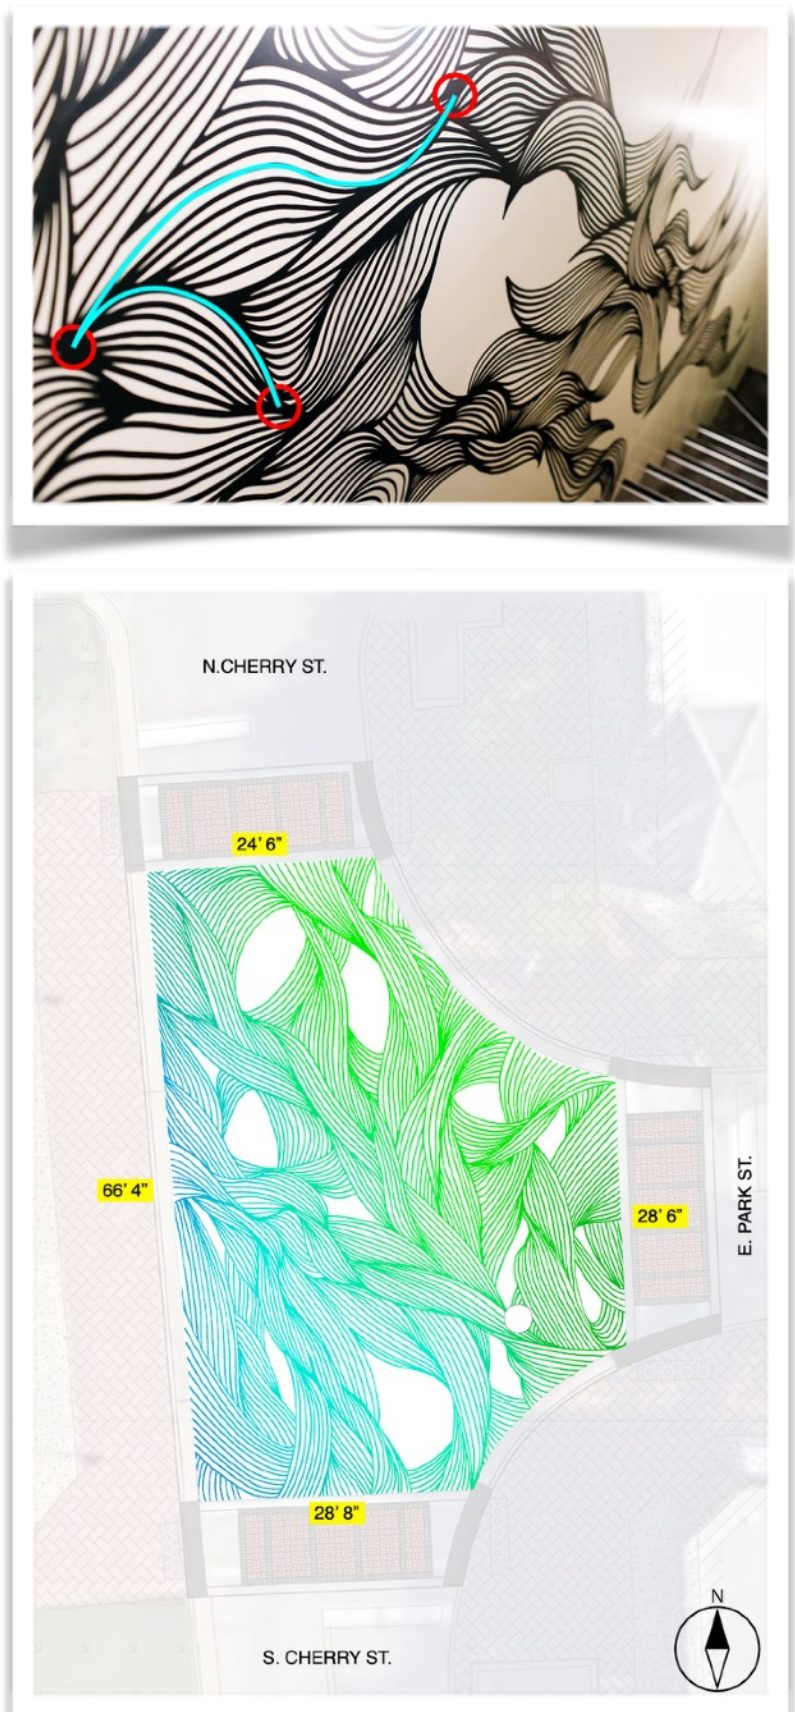 N.CHERRY ST.
24' 6"
66' 4"
28' 6"
E. PARK ST.
28' 8"
S. CHERRY ST.
N